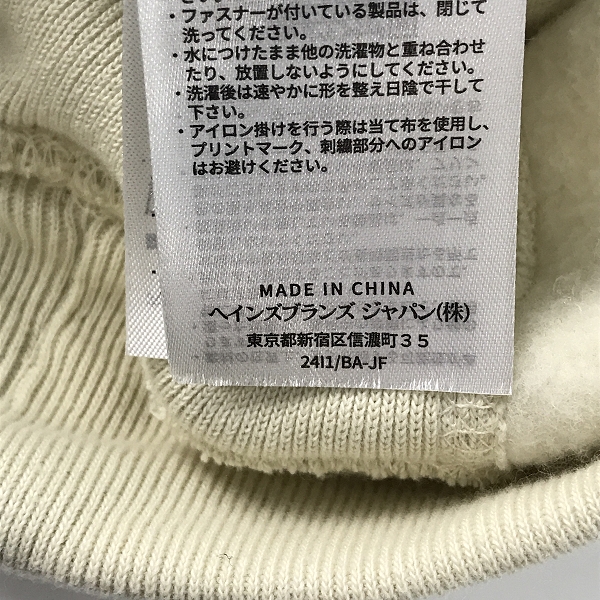 ・ファスナーが付いている製品は、閉じて
洗ってください。
・水につけたまま他の洗濯物と重ね合わせ
たり、放置しないようにしてください。
・洗濯後は速やかに形を整え日陰で干して
下さい。
・アイロン掛けを行う際は当て布を使用し、
プリントマーク、刺繍部分へのアイロン
はお避けください。
MADE IN CHINA
ヘインズブランズ ジャパン(株)
東京都新宿区信濃町35
24I1/BA-JF